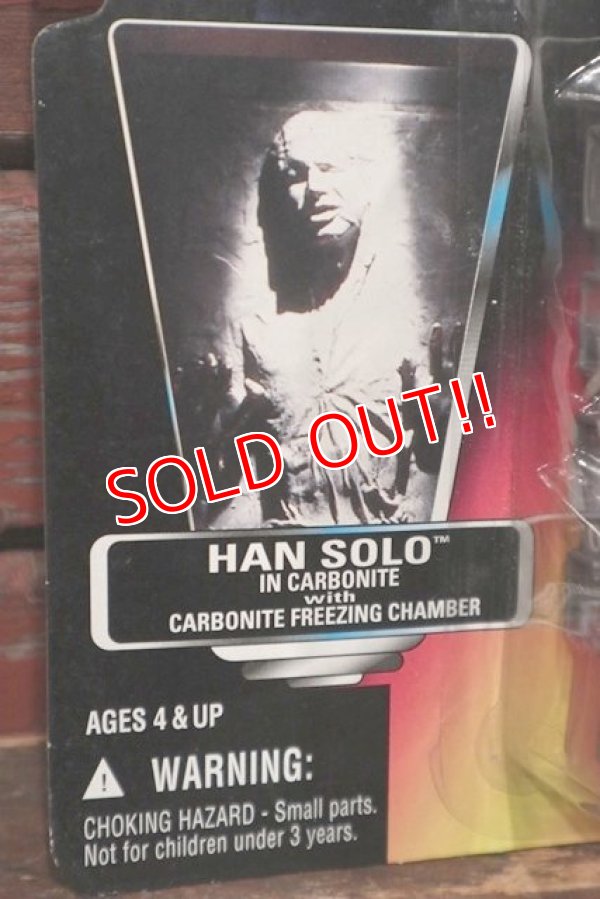 SOLD OUT!!
HAN SOLO™
IN CARBONITE
with
CARBONITE FREEZING CHAMBER
AGES 4 & UP
! WARNING:
CHOKING HAZARD - Small parts.
Not for children under 3 years.